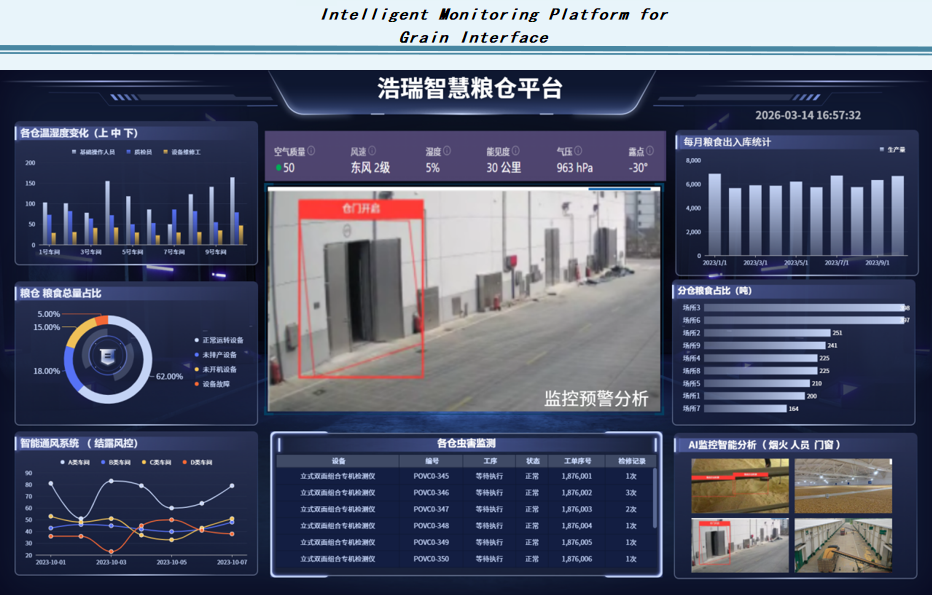 Intelligent Monitoring Platform for
Grain Interface
浩瑞智慧粮仓平台
2026-03-14 16:57:32
各仓温湿度变化（上 中 下）
基础操作人员 质检员 设备维修工
200
150
100
50
0
1号车间 3号车间 5号车间 7号车间 9号车间
粮仓 粮食总量占比
5.00%
15.00%
18.00%
62.00%
正常运转设备
未排产设备
未开机设备
设备故障
智能通风系统 （ 结露风控）
A类车间 B类车间 C类车间 D类车间
90
80
70
60
50
40
30
20
2023-10-01 2023-10-03 2023-10-05 2023-10-07
空气质量 风速 湿度 能见度 气压 露点
50 东风 2级 5% 30 公里 963 hPa -30°
仓门开启
监控预警分析
各仓虫害监测
设备 编号 工序 状态 工单序号 检修记录
立式双面组合专机检测仪 POVC0-345 等待执行 正常 1,876,001 1次
立式双面组合专机检测仪 POVC0-346 等待执行 正常 1,876,002 3次
立式双面组合专机检测仪 POVC0-347 等待执行 正常 1,876,003 2次
立式双面组合专机检测仪 POVC0-348 等待执行 正常 1,876,004 1次
立式双面组合专机检测仪 POVC0-349 等待执行 正常 1,876,005 1次
立式双面组合专机检测仪 POVC0-350 等待执行 正常 1,876,006 1次
每月粮食出入库统计
生产量
8,000
6,000
4,000
2,000
0
2023/1/1 2023/3/1 2023/5/1 2023/7/1 2023/9/1
分仓粮食占比（吨）
场所3
场所6
场所2 251
场所9 241
场所4 225
场所8 225
场所5 210
场所1 200
场所7 164
AI监控智能分析（ 烟火 人员 门窗 ）